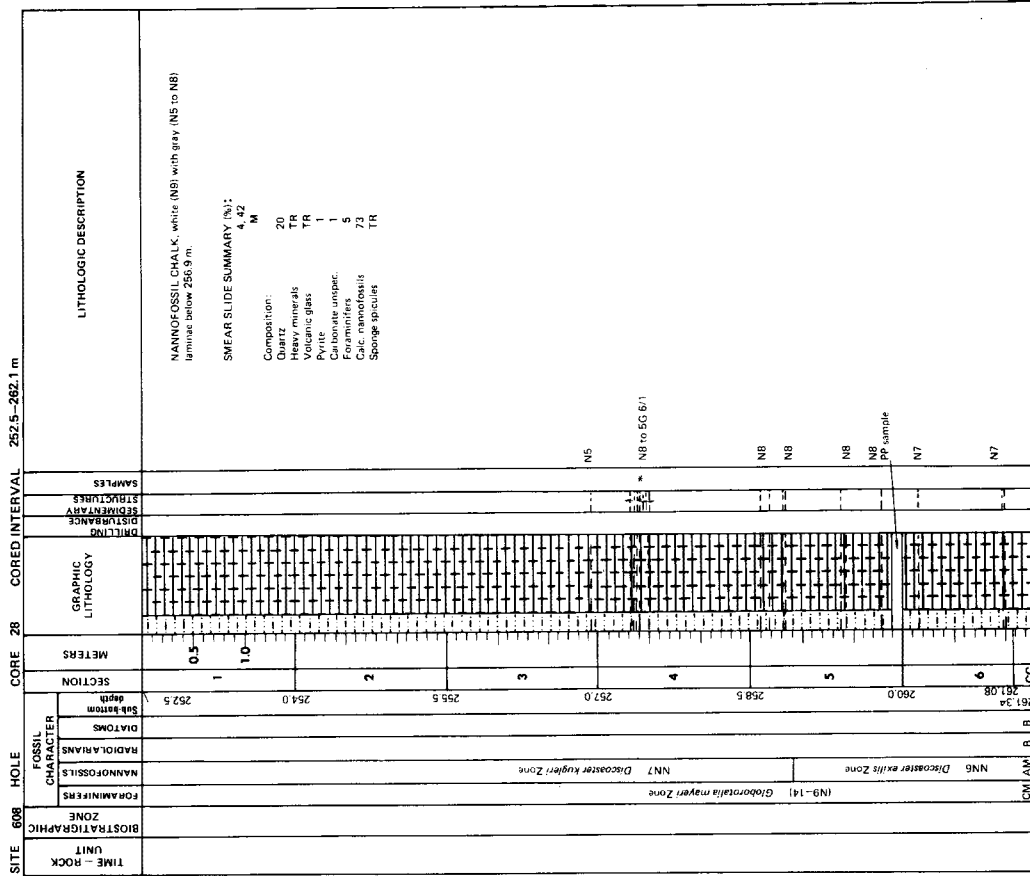 SITE 608 HOLE CORE 28 CORED INTERVAL 252.5–262.1 m
TIME – ROCK
UNIT
BIOSTRATIGRAPHIC
ZONE
FOSSIL
CHARACTER
FORAMINIFERS
NANNOFOSSILS
RADIOLARIANS
DIATOMS
Sub-bottom
depth
SECTION
METERS
GRAPHIC
LITHOLOGY
DRILLING
DISTURBANCE
SEDIMENTARY
STRUCTURES
SAMPLES
LITHOLOGIC DESCRIPTION
(N9–14) Globorotalia mayeri Zone
NN7 Discoaster kugleri Zone
NN6 Discoaster exilis Zone
CM
AM
B
B
252.5
254.0
255.5
257.0
258.5
260.0
261.08
261.34
1
2
3
4
5
6
CC
0.5
1.0
*
N5
N8 to 5G 6/1
N8
N8
N8
N8
PP sample
N7
N7
NANNOFOSSIL CHALK, white (N9) with gray (N5 to N8)
laminae below 256.9 m.
SMEAR SLIDE SUMMARY (%):
4, 42
M
Composition:
Quartz 20
Heavy minerals TR
Volcanic glass TR
Pyrite 1
Carbonate unspec. 1
Foraminifers 5
Calc. nannofossils 73
Sponge spicules TR